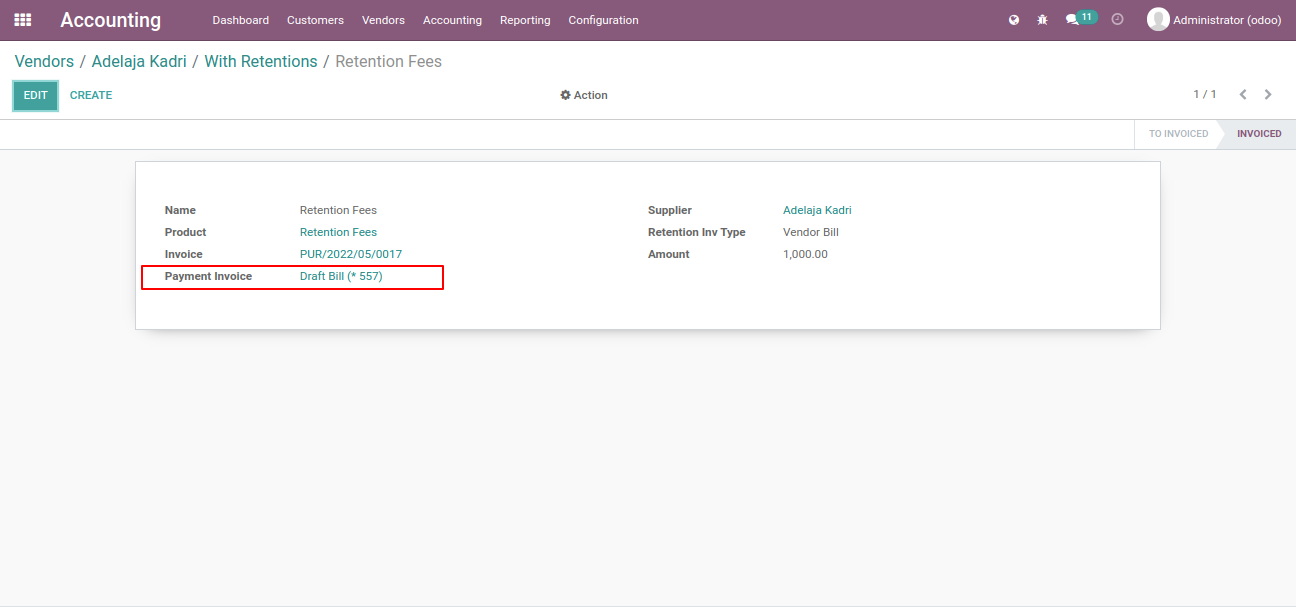 Accounting Dashboard Customers Vendors Accounting Reporting Configuration 11 Administrator (odoo)
Vendors / Adelaja Kadri / With Retentions / Retention Fees
EDIT CREATE Action 1 / 1
TO INVOICED INVOICED
Name Retention Fees Supplier Adelaja Kadri
Product Retention Fees Retention Inv Type Vendor Bill
Invoice PUR/2022/05/0017 Amount 1,000.00
Payment Invoice Draft Bill (* 557)